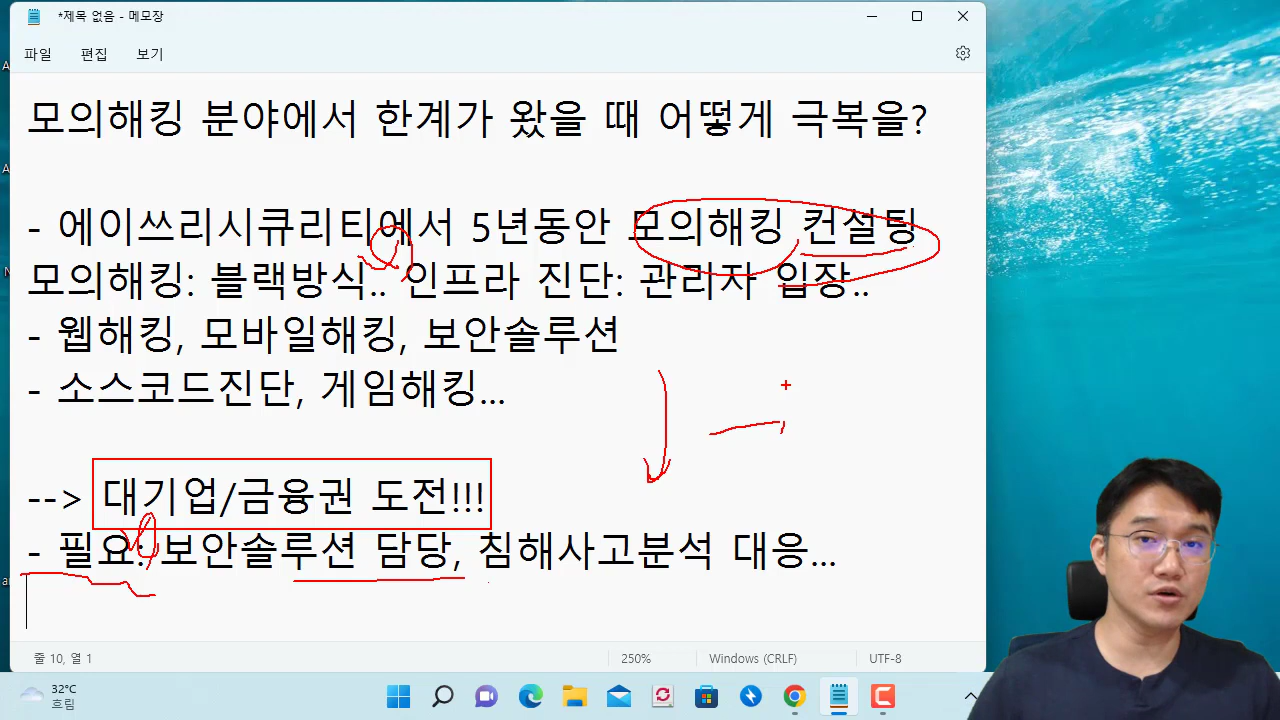 *제목 없음 - 메모장
파일 편집 보기
모의해킹 분야에서 한계가 왔을 때 어떻게 극복을?
- 에이쓰리시큐리티에서 5년동안 모의해킹 컨설팅
모의해킹: 블랙방식.. 인프라 진단: 관리자 입장..
- 웹해킹, 모바일해킹, 보안솔루션
- 소스코드진단, 게임해킹...
--> 대기업/금융권 도전!!!
- 필요: 보안솔루션 담당, 침해사고분석 대응...
줄 10, 열 1 250% Windows (CRLF) UTF-8
32°C
흐림